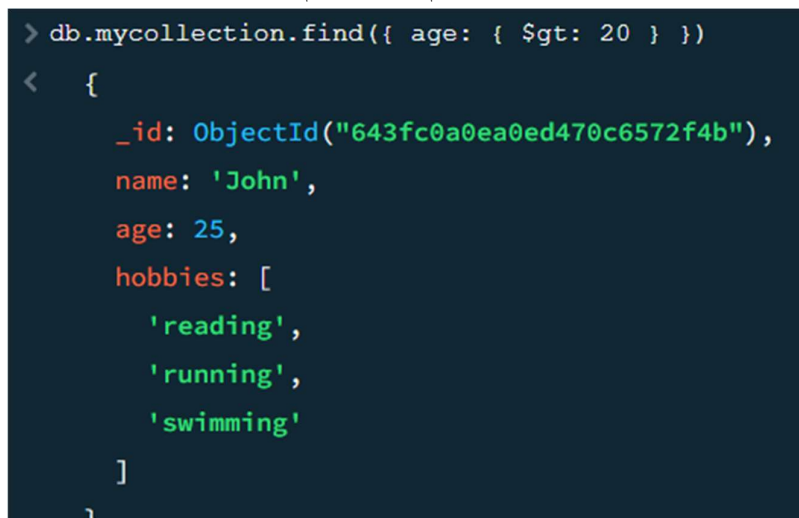 > db.mycollection.find({ age: { $gt: 20 } })
< {
_id: ObjectId("643fc0a0ea0ed470c6572f4b"),
name: 'John',
age: 25,
hobbies: [
'reading',
'running',
'swimming'
]
}